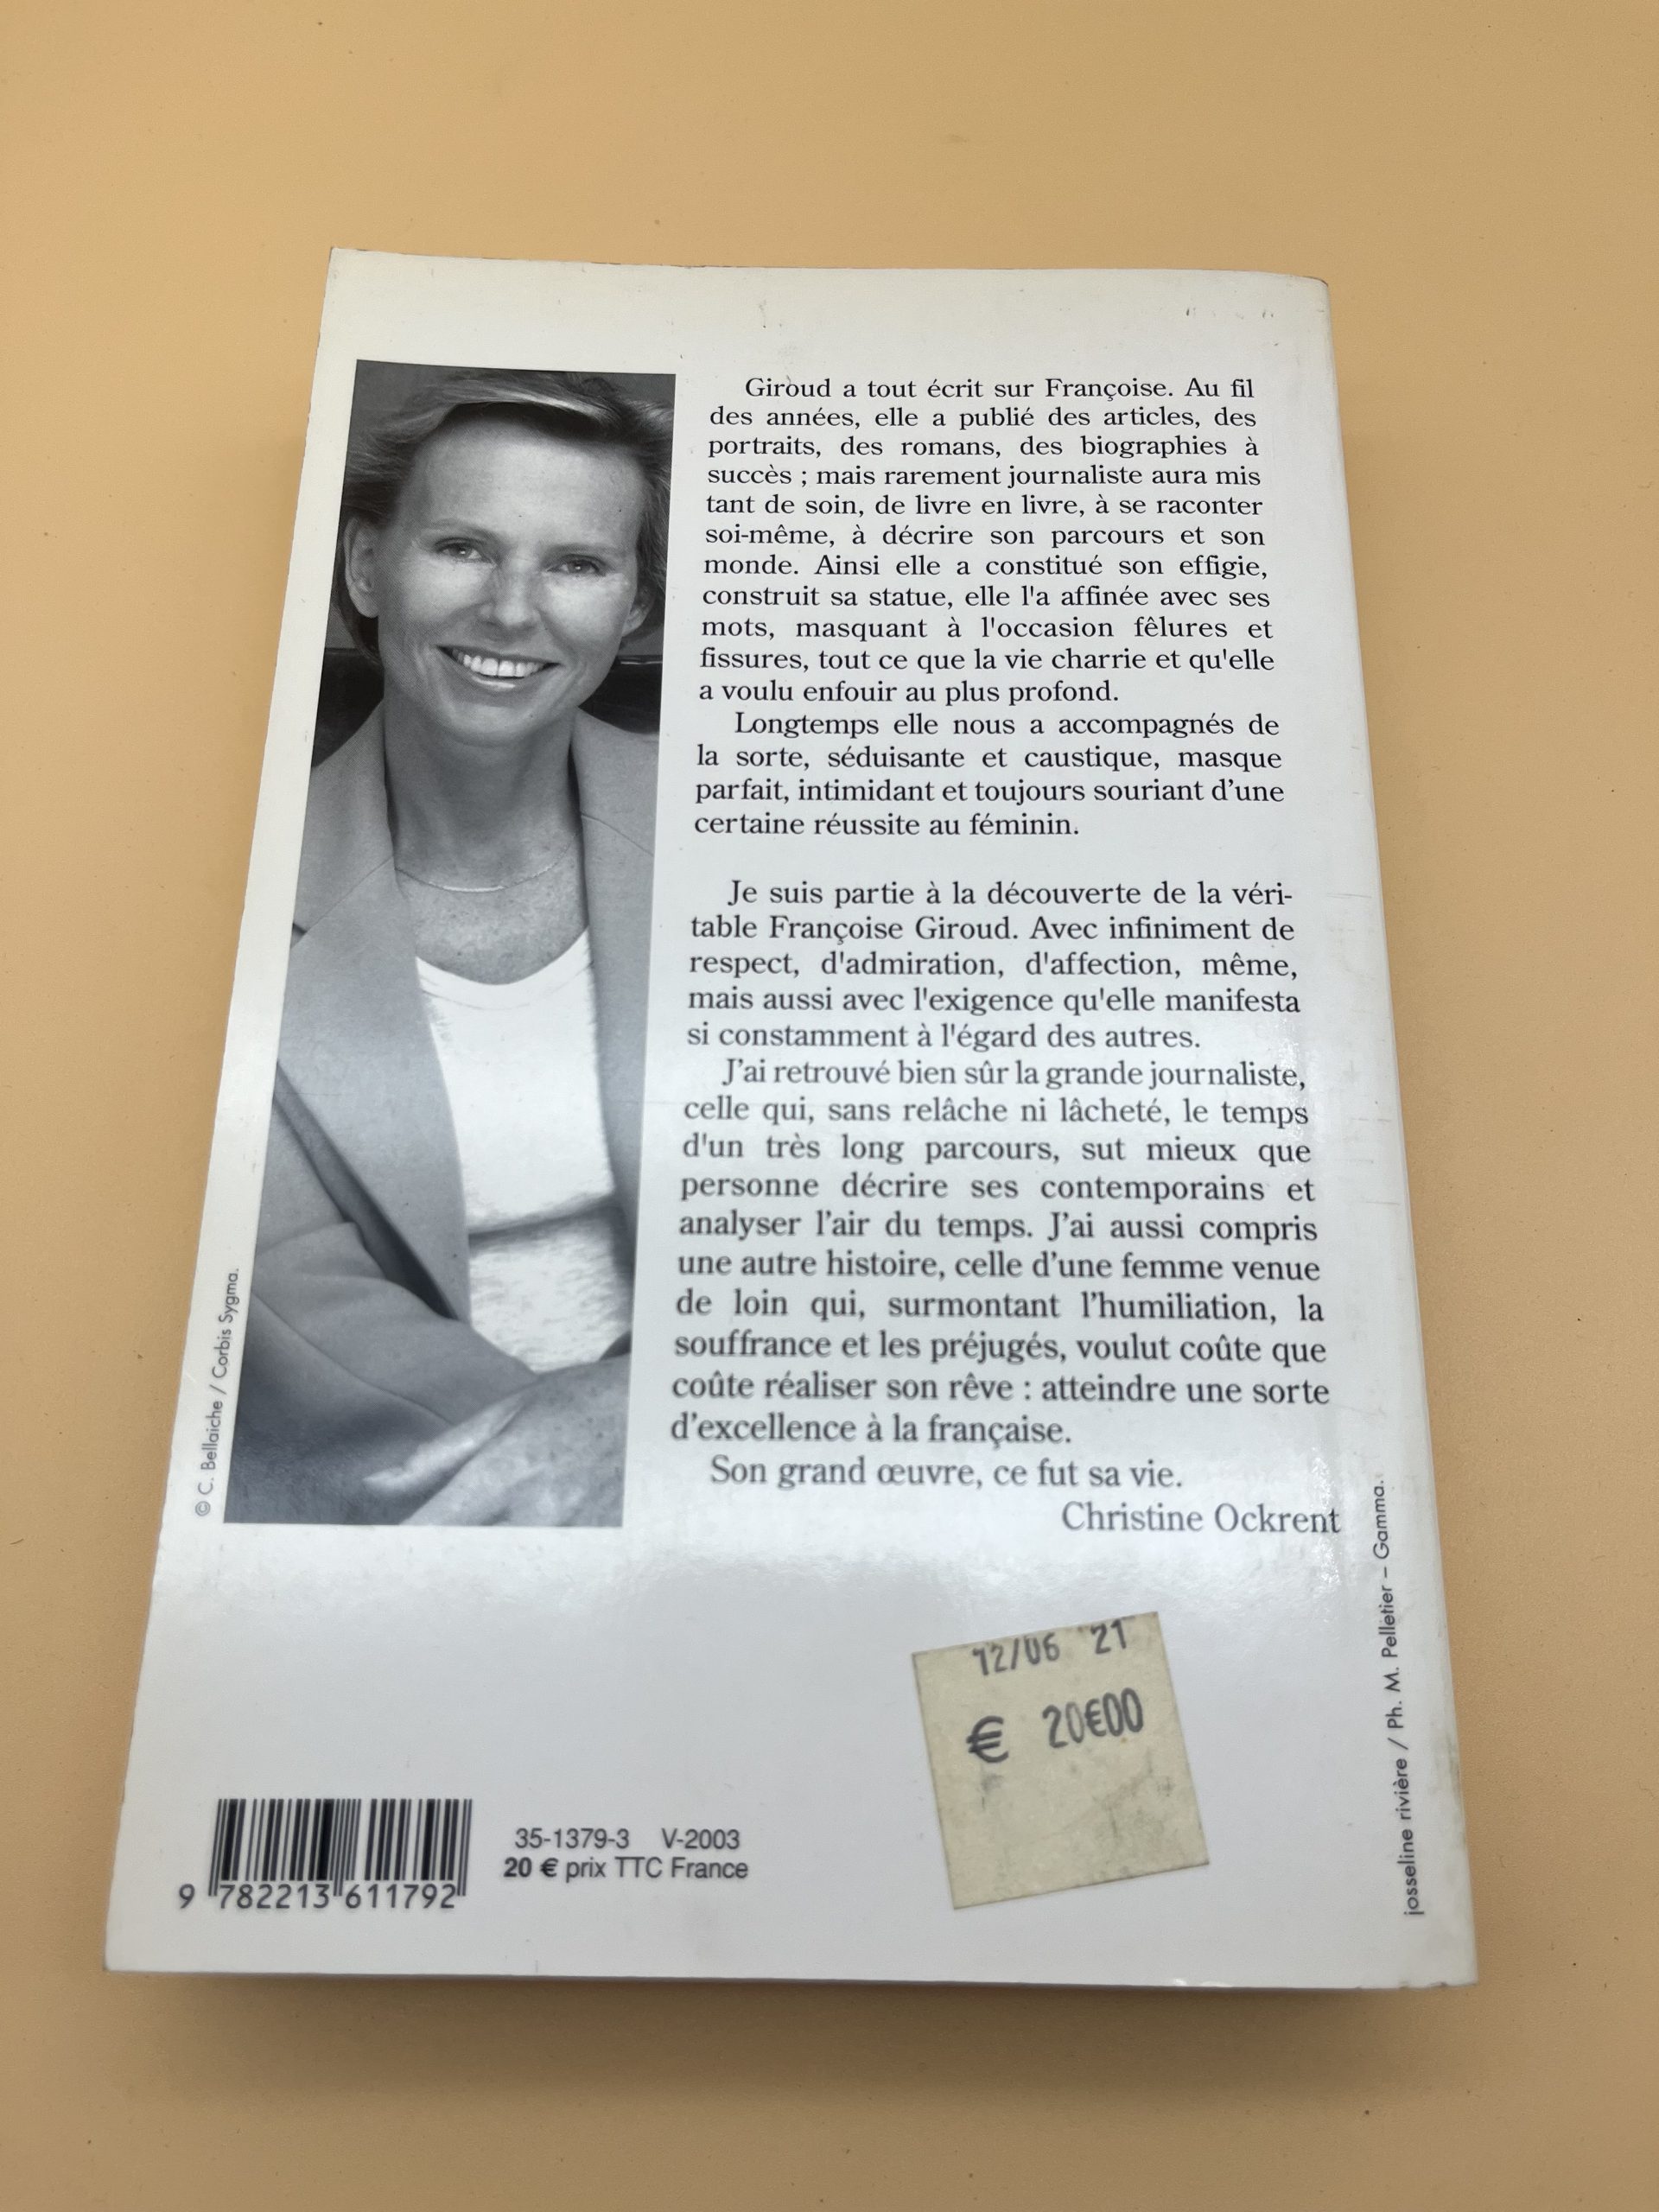 Giroud a tout écrit sur Françoise. Au fil
des années, elle a publié des articles, des
portraits, des romans, des biographies à
succès ; mais rarement journaliste aura mis
tant de soin, de livre en livre, à se raconter
soi-même, à décrire son parcours et son
monde. Ainsi elle a constitué son effigie,
construit sa statue, elle l'a affinée avec ses
mots, masquant à l'occasion fêlures et
fissures, tout ce que la vie charrie et qu'elle
a voulu enfouir au plus profond.
Longtemps elle nous a accompagnés de
la sorte, séduisante et caustique, masque
parfait, intimidant et toujours souriant d’une
certaine réussite au féminin.
Je suis partie à la découverte de la véri-
table Françoise Giroud. Avec infiniment de
respect, d'admiration, d'affection, même,
mais aussi avec l'exigence qu'elle manifesta
si constamment à l'égard des autres.
J’ai retrouvé bien sûr la grande journaliste,
celle qui, sans relâche ni lâcheté, le temps
d'un très long parcours, sut mieux que
personne décrire ses contemporains et
analyser l’air du temps. J’ai aussi compris
une autre histoire, celle d’une femme venue
de loin qui, surmontant l’humiliation, la
souffrance et les préjugés, voulut coûte que
coûte réaliser son rêve : atteindre une sorte
d’excellence à la française.
Son grand œuvre, ce fut sa vie.
Christine Ockrent
© C. Bellaiche / Corbis Sygma.
josseline rivière / Ph. M. Pelletier – Gamma.
12/06 '21
€ 20€00
35-1379-3 V-2003
20 € prix TTC France
9 782213 611792